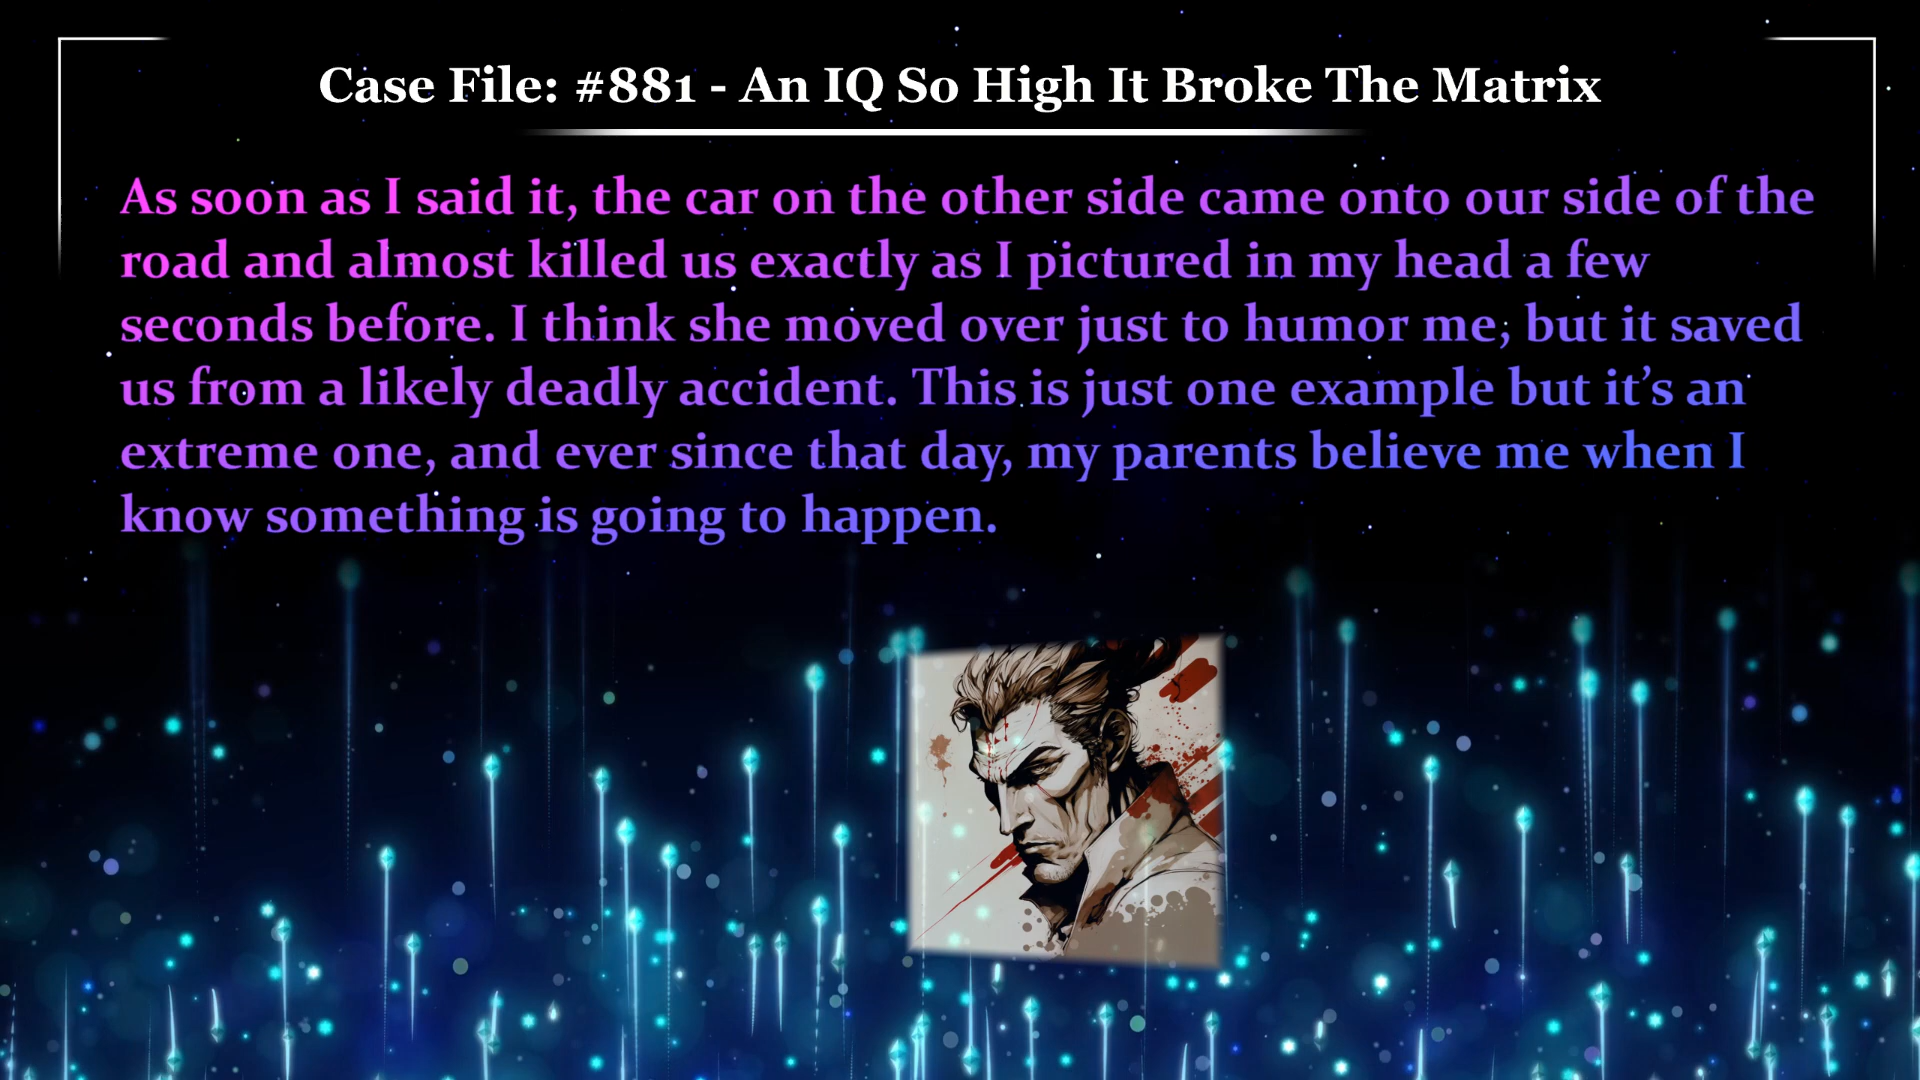 Case File: #881 - An IQ So High It Broke The Matrix
As soon as I said it, the car on the other side came onto our side of the
road and almost killed us exactly as I pictured in my head a few
seconds before. I think she moved over just to humor me, but it saved
us from a likely deadly accident. This is just one example but it’s an
extreme one, and ever since that day, my parents believe me when I
know something is going to happen.